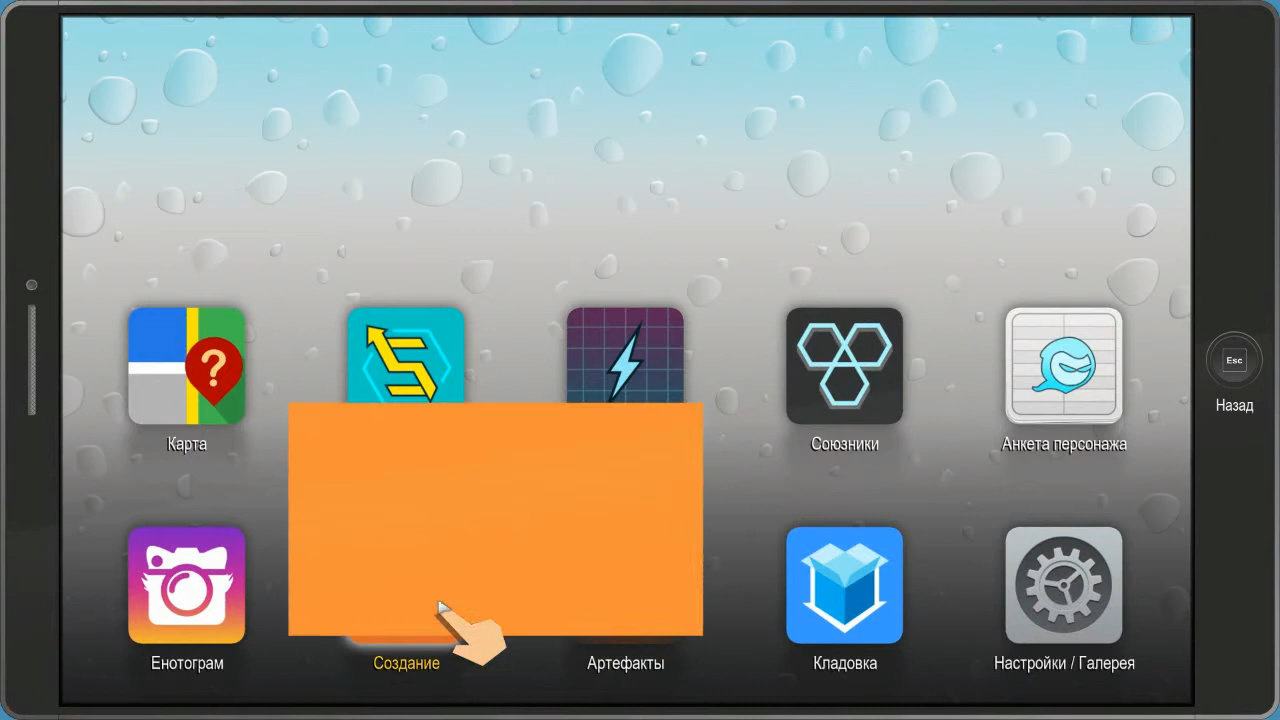 ?
Esc
Назад
Карта
Союзники
Анкета персонажа
Енотограм
Создание
Артефакты
Кладовка
Настройки / Галерея